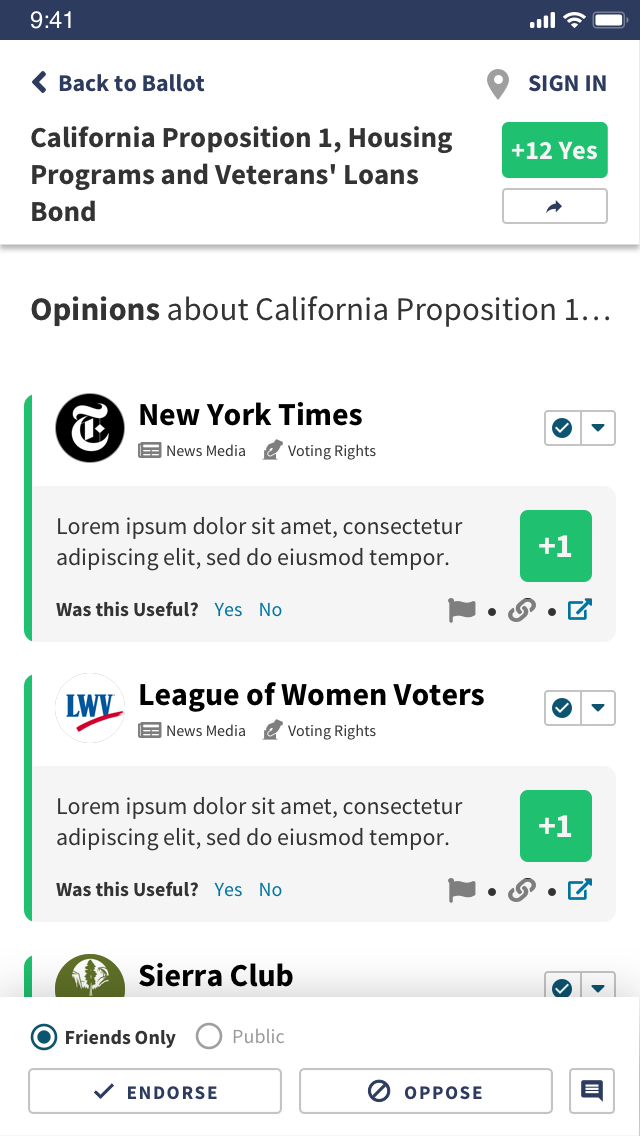 9:41
Back to Ballot
SIGN IN
California Proposition 1, Housing
Programs and Veterans' Loans
Bond
+12 Yes
Opinions about California Proposition 1...
New York Times
News Media
Voting Rights
Lorem ipsum dolor sit amet, consectetur
adipiscing elit, sed do eiusmod tempor.
+1
Was this Useful? Yes No
LWV
League of Women Voters
News Media
Voting Rights
Lorem ipsum dolor sit amet, consectetur
adipiscing elit, sed do eiusmod tempor.
+1
Was this Useful? Yes No
Sierra Club
Friends Only
Public
ENDORSE
OPPOSE